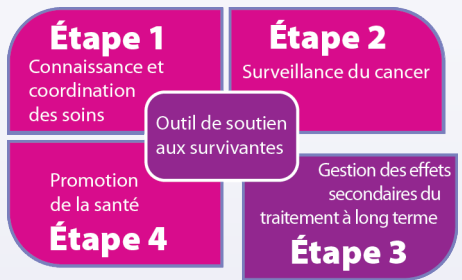 Étape 1
Connaissance et
coordination
des soins
Étape 2
Surveillance du cancer
Outil de soutien
aux survivantes
Gestion des effets
secondaires du
traitement à long terme
Étape 3
Promotion
de la santé
Étape 4